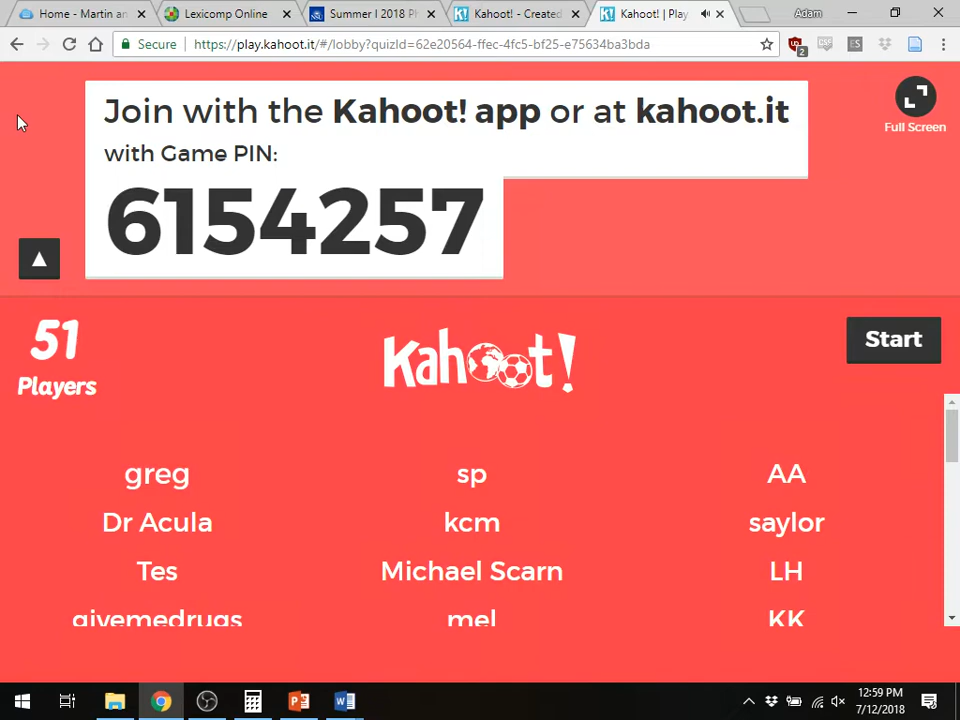 Home - Martin an
Lexicomp Online
Summer I 2018 P
Kahoot! - Created
Kahoot! | Play
Adam
Secure
https://play.kahoot.it/#/lobby?quizId=62e20564-ffec-4fc5-bf25-e75634ba3bda
2
ES
Join with the Kahoot! app or at kahoot.it
with Game PIN:
6154257
Full Screen
51
Players
Kahoot!
Start
greg
sp
AA
Dr Acula
kcm
saylor
Tes
Michael Scarn
LH
givemedrugs
mel
KK
12:59 PM
7/12/2018